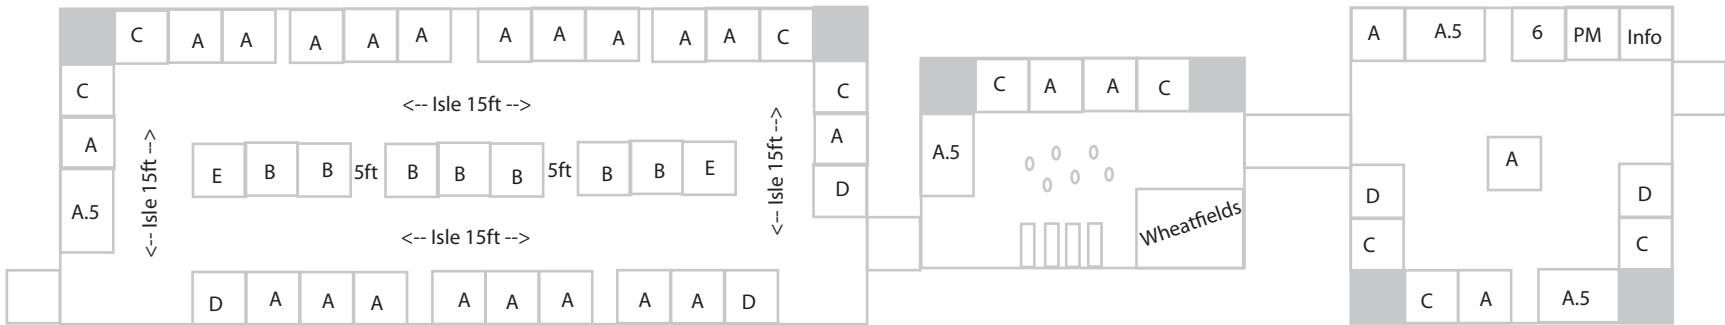 C A A A A A A A A A A C
C
A
A.5
<-- Isle 15ft -->
<-- Isle 15ft -->
E B B 5ft B B B 5ft B B E
<-- Isle 15ft -->
<-- Isle 15ft -->
C
A
D
D A A A A A A A A D
C A A C
A.5
Wheatfields
A A.5 6 PM Info
A
D
C
D
C
C A A.5